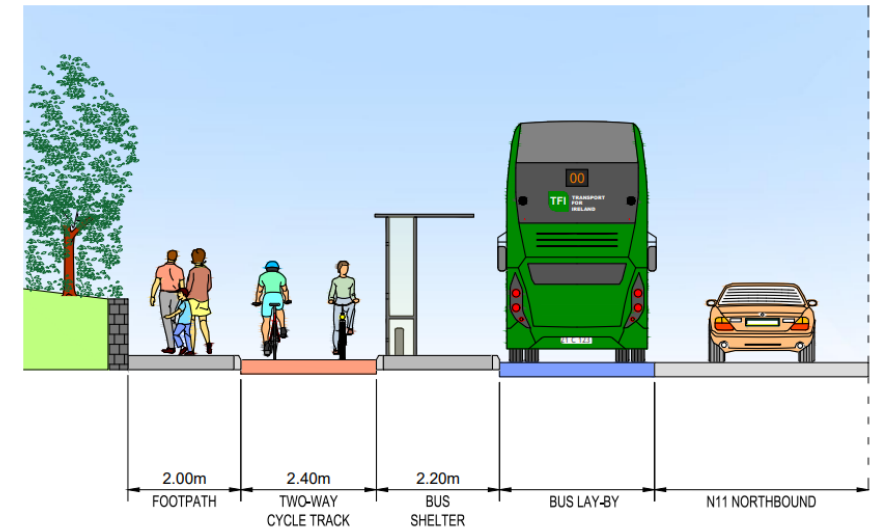 00
TFI TRANSPORT
FOR
IRELAND
2.00m
FOOTPATH
2.40m
TWO-WAY
CYCLE TRACK
2.20m
BUS
SHELTER
BUS LAY-BY
N11 NORTHBOUND